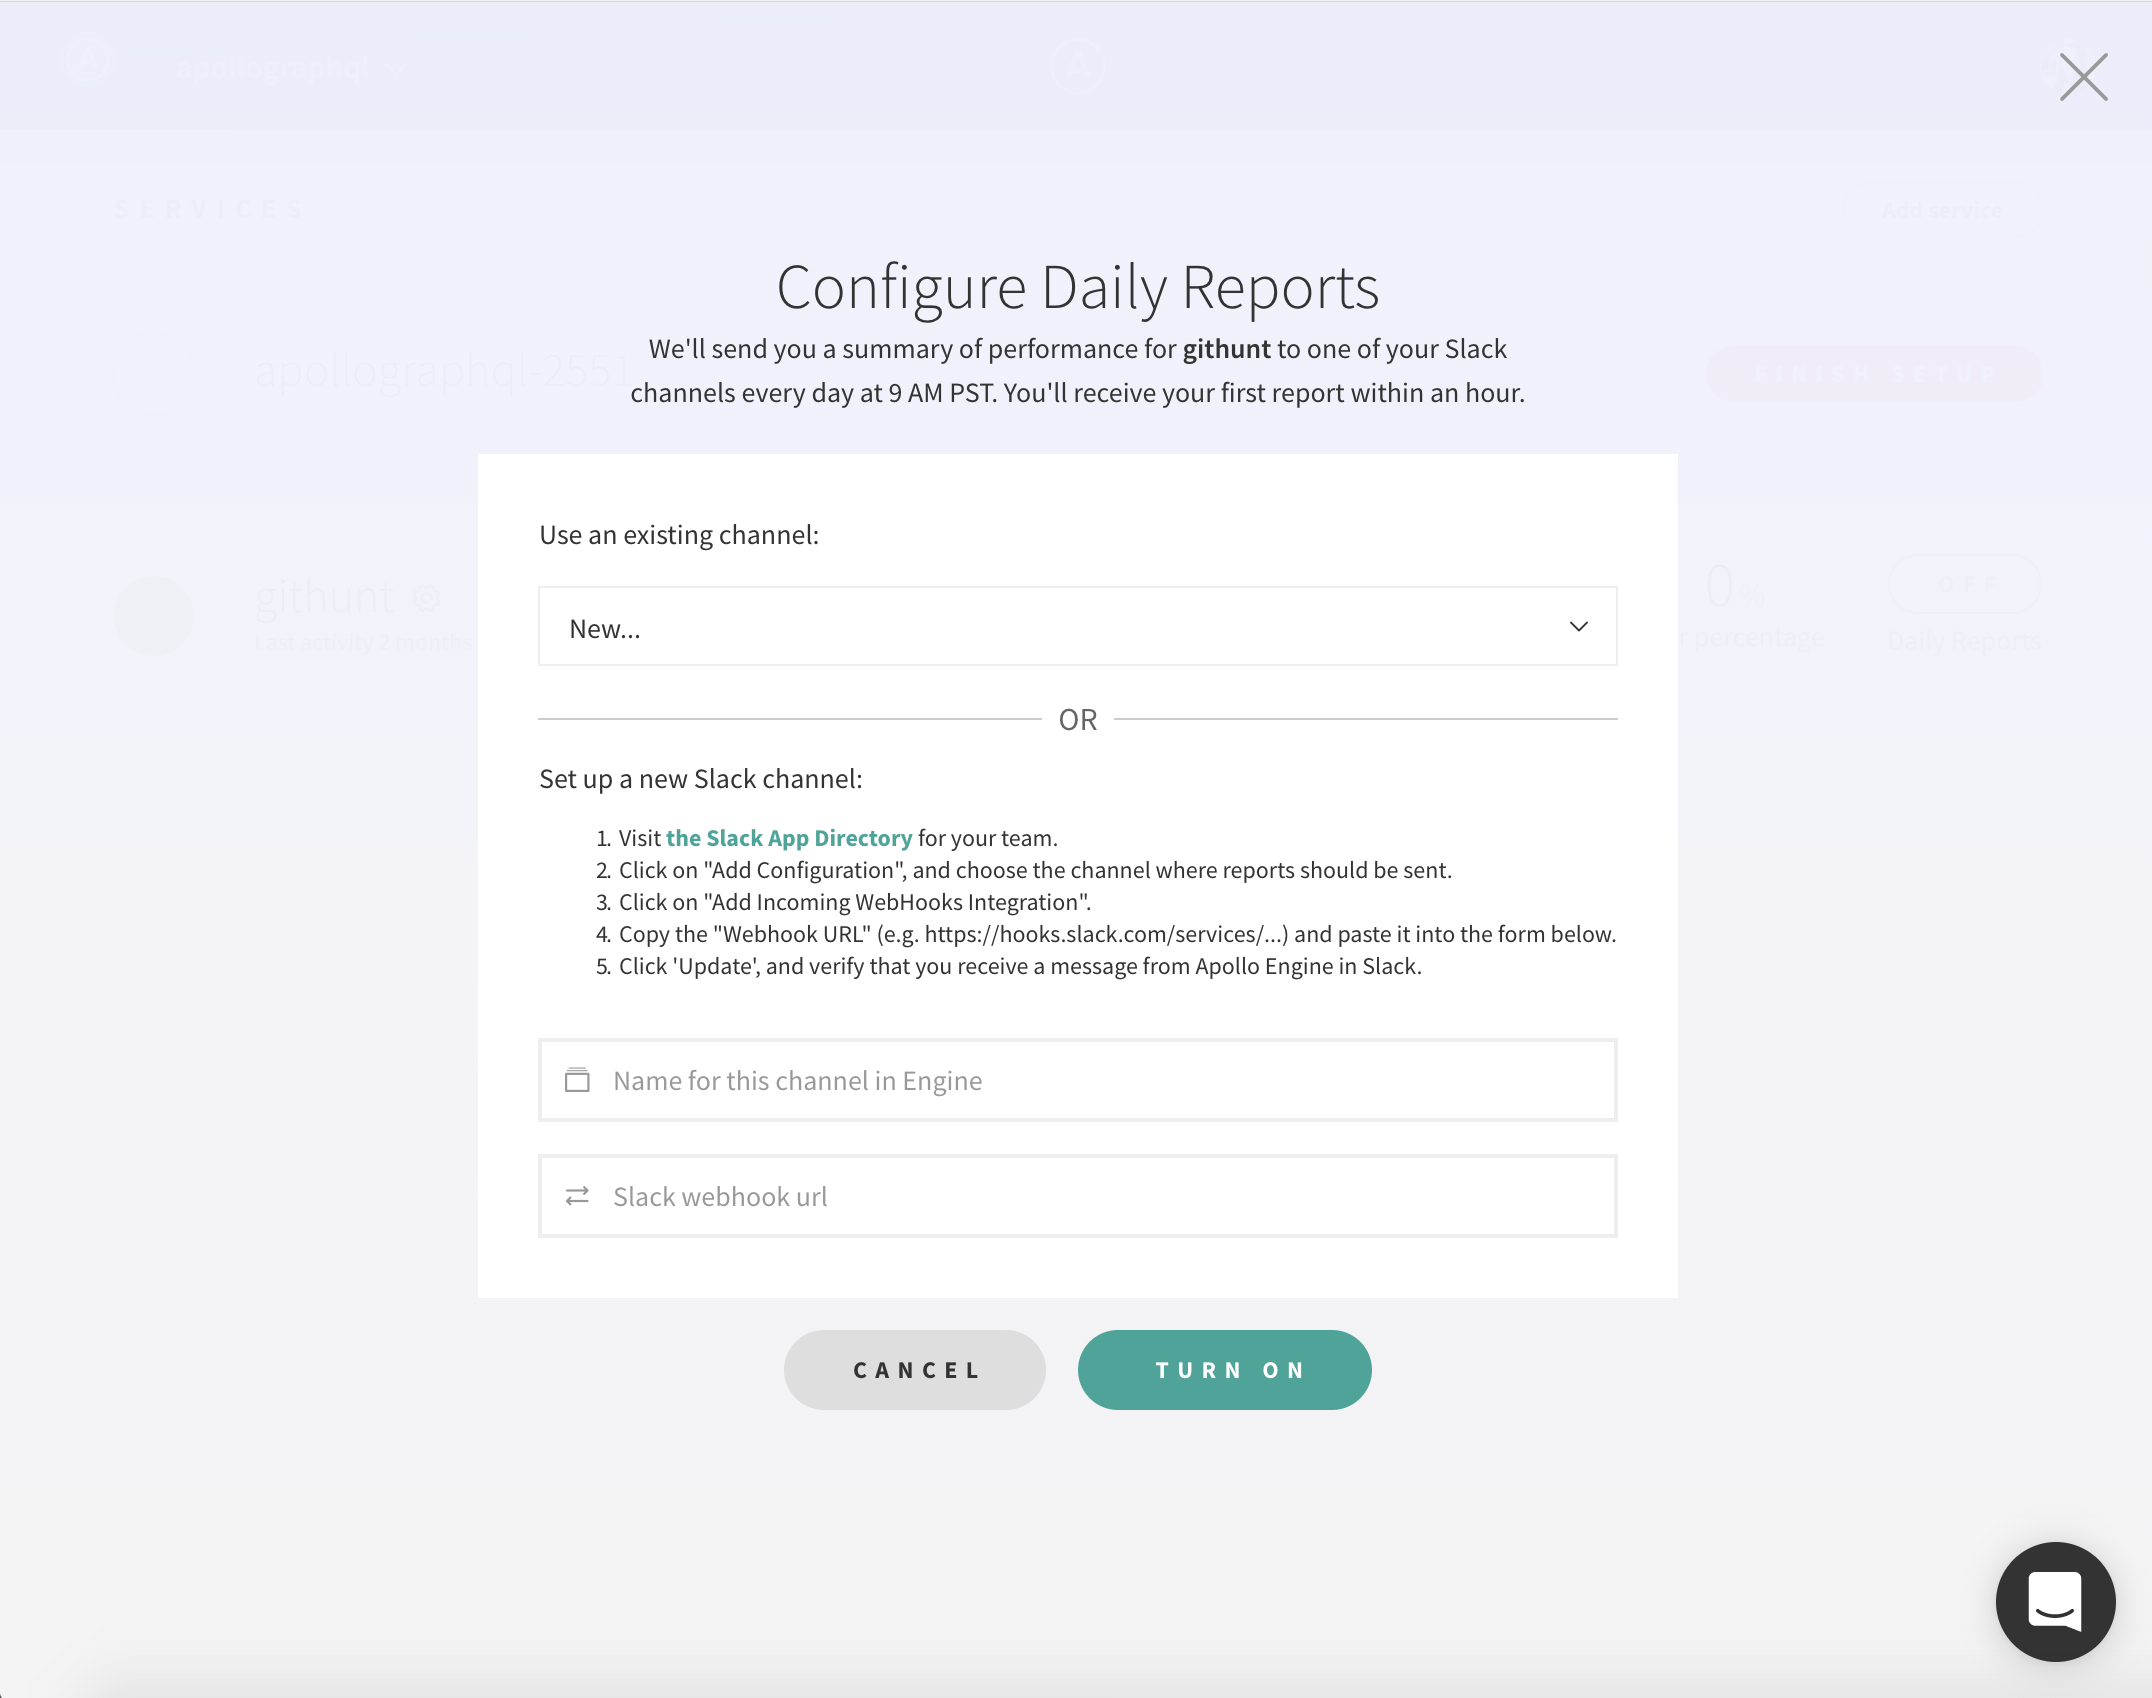 apollographql
SERVICES
Add service
Configure Daily Reports
We'll send you a summary of performance for githunt to one of your Slack
channels every day at 9 AM PST. You'll receive your first report within an hour.
apollographql-2551
FINISH SETUP
Use an existing channel:
New...
githunt
Last activity 2 months
0 %
percentage
OFF
Daily Reports
OR
Set up a new Slack channel:
1. Visit the Slack App Directory for your team.
2. Click on "Add Configuration", and choose the channel where reports should be sent.
3. Click on "Add Incoming WebHooks Integration".
4. Copy the "Webhook URL" (e.g. https://hooks.slack.com/services/...) and paste it into the form below.
5. Click 'Update', and verify that you receive a message from Apollo Engine in Slack.
Name for this channel in Engine
Slack webhook url
CANCEL
TURN ON